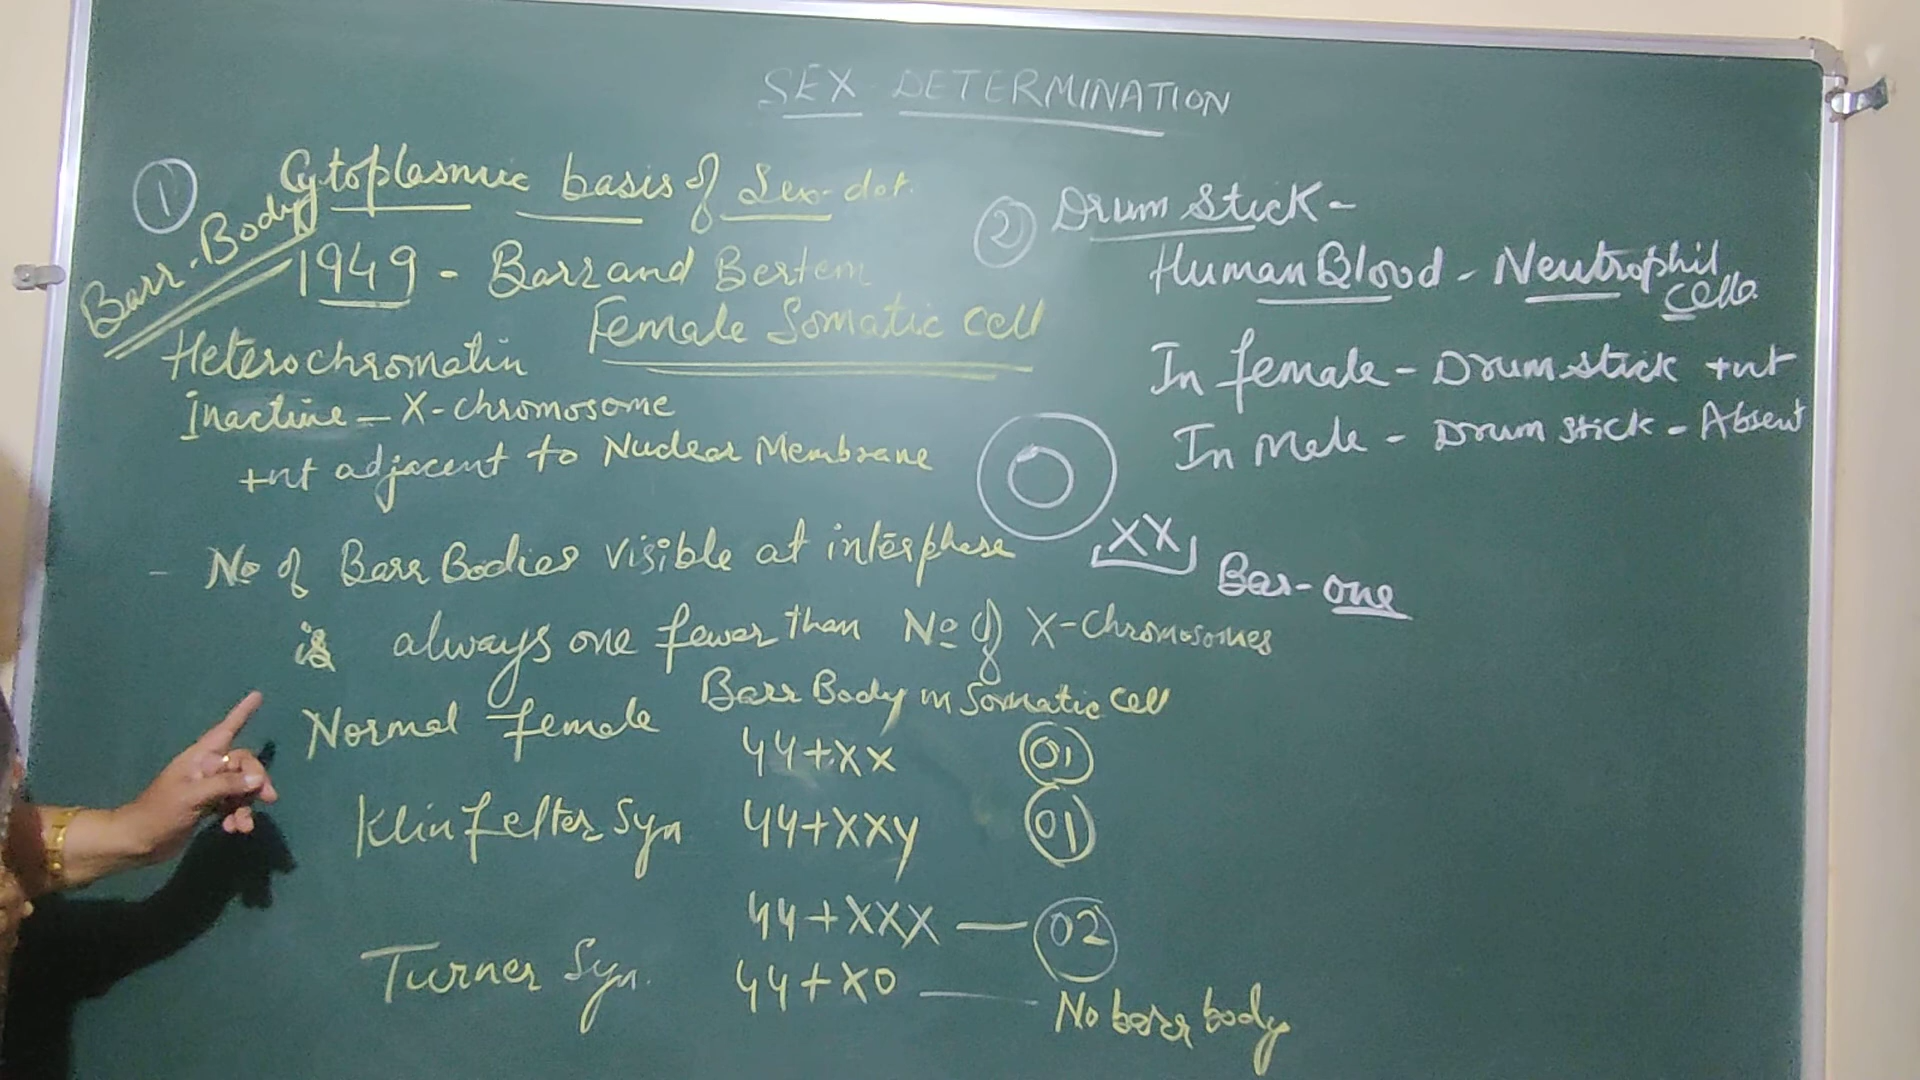 SEX DETERMINATION
① Cytoplasmic basis of Sex-det.
Barr-Body
1949 - Barr and Bertem
Female Somatic cell
Heterochromatin
Inactive - X-chromosome
+nt adjacent to Nuclear Membrane
- No of Barr Bodies visible at interphase
is always one fewer than No of X-Chromosomes
Barr Body in Somatic Cell
Normal female 44+XX 01
Klinfelter Syn 44+XXY 01
44+XXX — 02
Turner Syn. 44+XO — No barr body
② Drum Stick -
Human Blood - Neutrophil
cells
In female - Drum stick +nt
In Male - Drum stick - Absent
XX
Bar-one